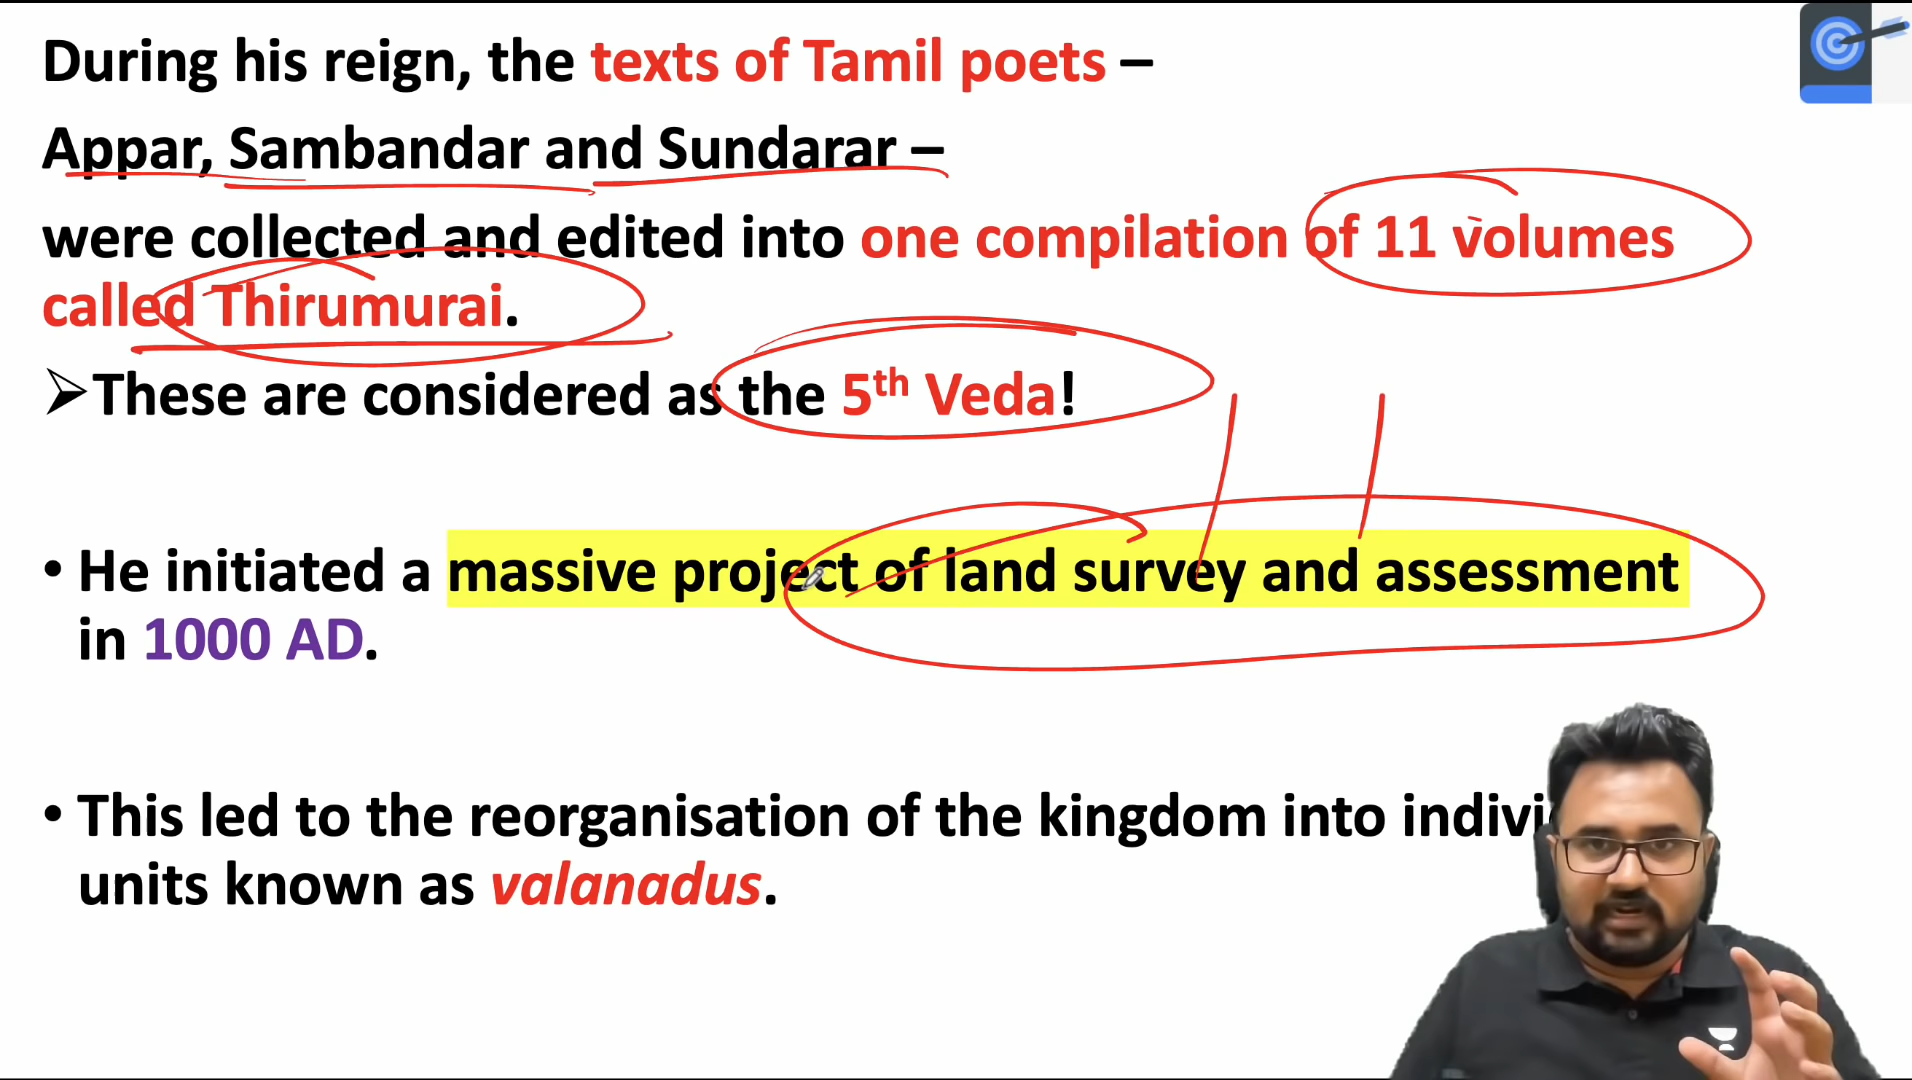 During his reign, the texts of Tamil poets –
Appar, Sambandar and Sundarar –
were collected and edited into one compilation of 11 volumes
called Thirumurai.
➢These are considered as the 5th Veda!
• He initiated a massive project of land survey and assessment
in 1000 AD.
• This led to the reorganisation of the kingdom into
units known as valanadus.